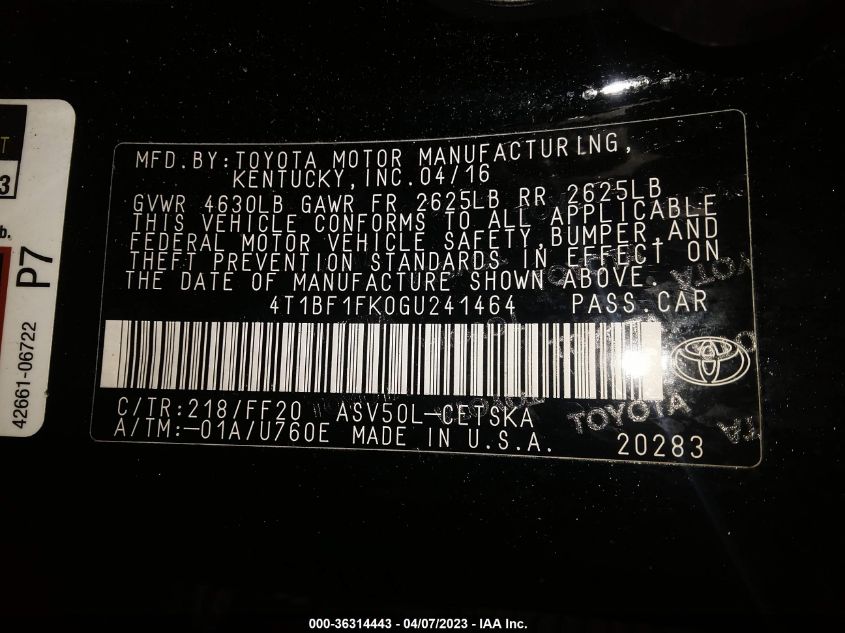 MFD.BY:TOYOTA MOTOR MANUFACTURING,
KENTUCKY,INC.04/16
GVWR 4630LB GAWR FR 2625LB RR 2625LB
THIS VEHICLE CONFORMS TO ALL APPLICABLE
FEDERAL MOTOR VEHICLE SAFETY,BUMPER,AND
THEFT PREVENTION STANDARDS IN EFFECT ON
THE DATE OF MANUFACTURE SHOWN ABOVE.
4T1BF1FK0GU241464 PASS.CAR
C/TR:218/FF20 ASV50L-CETSKA
A/TM:-01A/U760E MADE IN U.S.A.
20283
TOYOTA
T
3
b.
P7
42661-06722
000-36314443 - 04/07/2023 - IAA Inc.